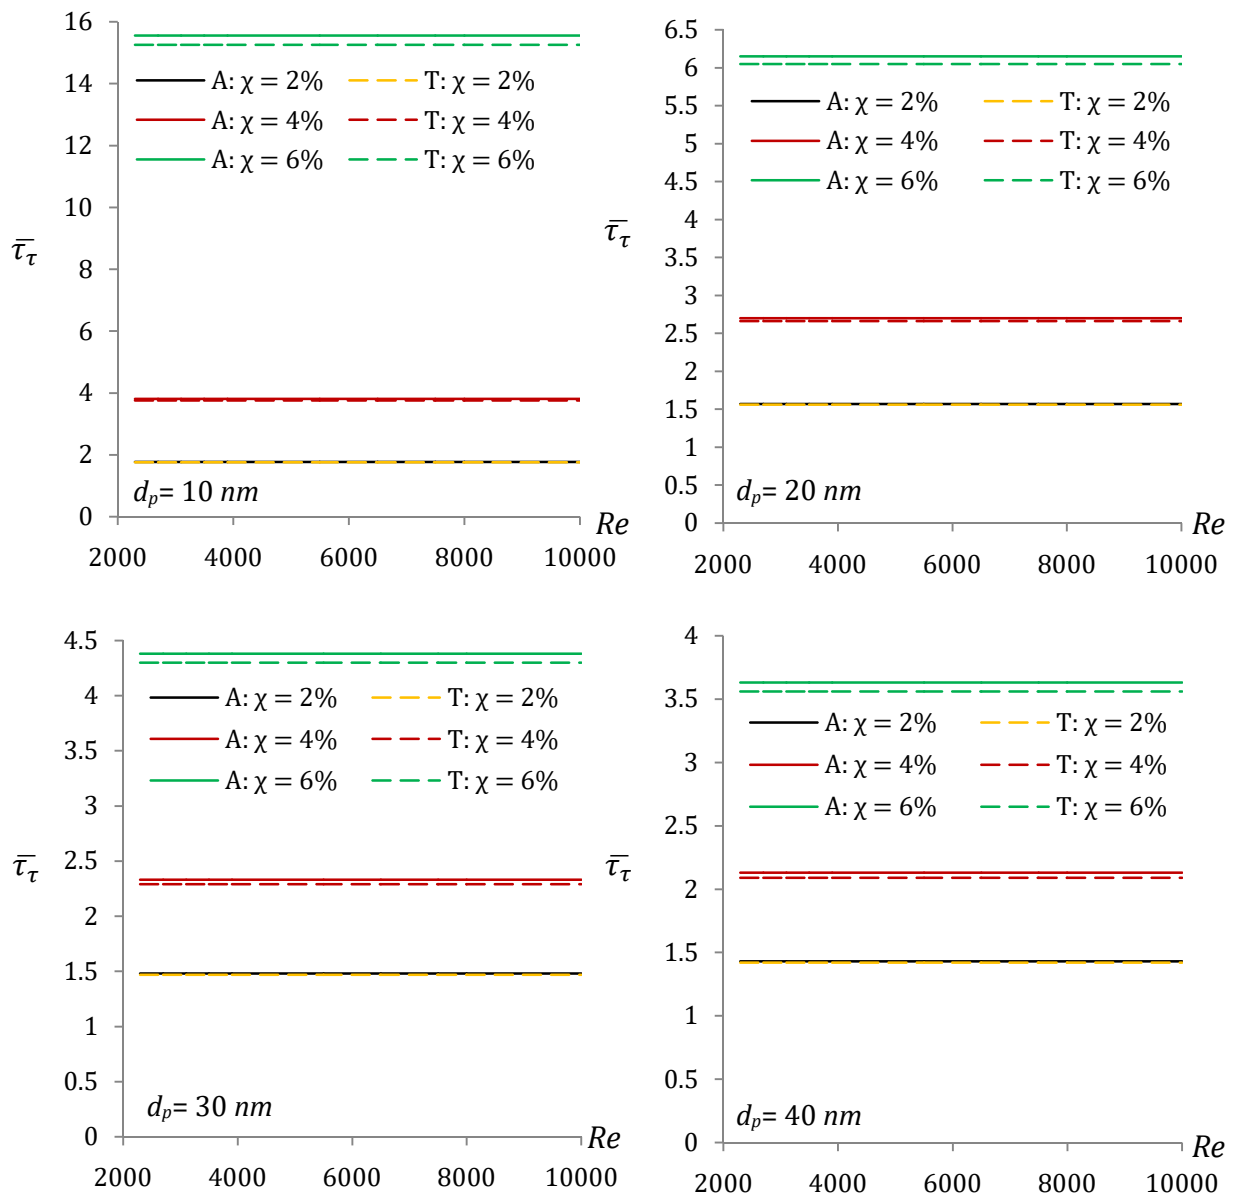 16
14
12
10
8
6
4
2
0
τ̅τ
A: χ = 2% T: χ = 2%
A: χ = 4% T: χ = 4%
A: χ = 6% T: χ = 6%
dp= 10 nm
Re
2000 4000 6000 8000 10000
6.5
6
5.5
5
4.5
4
3.5
3
2.5
2
1.5
1
0.5
0
τ̅τ
A: χ = 2% T: χ = 2%
A: χ = 4% T: χ = 4%
A: χ = 6% T: χ = 6%
dp= 20 nm
Re
2000 4000 6000 8000 10000
4.5
4
3.5
3
2.5
2
1.5
1
0.5
0
τ̅τ
A: χ = 2% T: χ = 2%
A: χ = 4% T: χ = 4%
A: χ = 6% T: χ = 6%
dp= 30 nm
Re
2000 4000 6000 8000 10000
4
3.5
3
2.5
2
1.5
1
0.5
0
τ̅τ
A: χ = 2% T: χ = 2%
A: χ = 4% T: χ = 4%
A: χ = 6% T: χ = 6%
dp= 40 nm
Re
2000 4000 6000 8000 10000